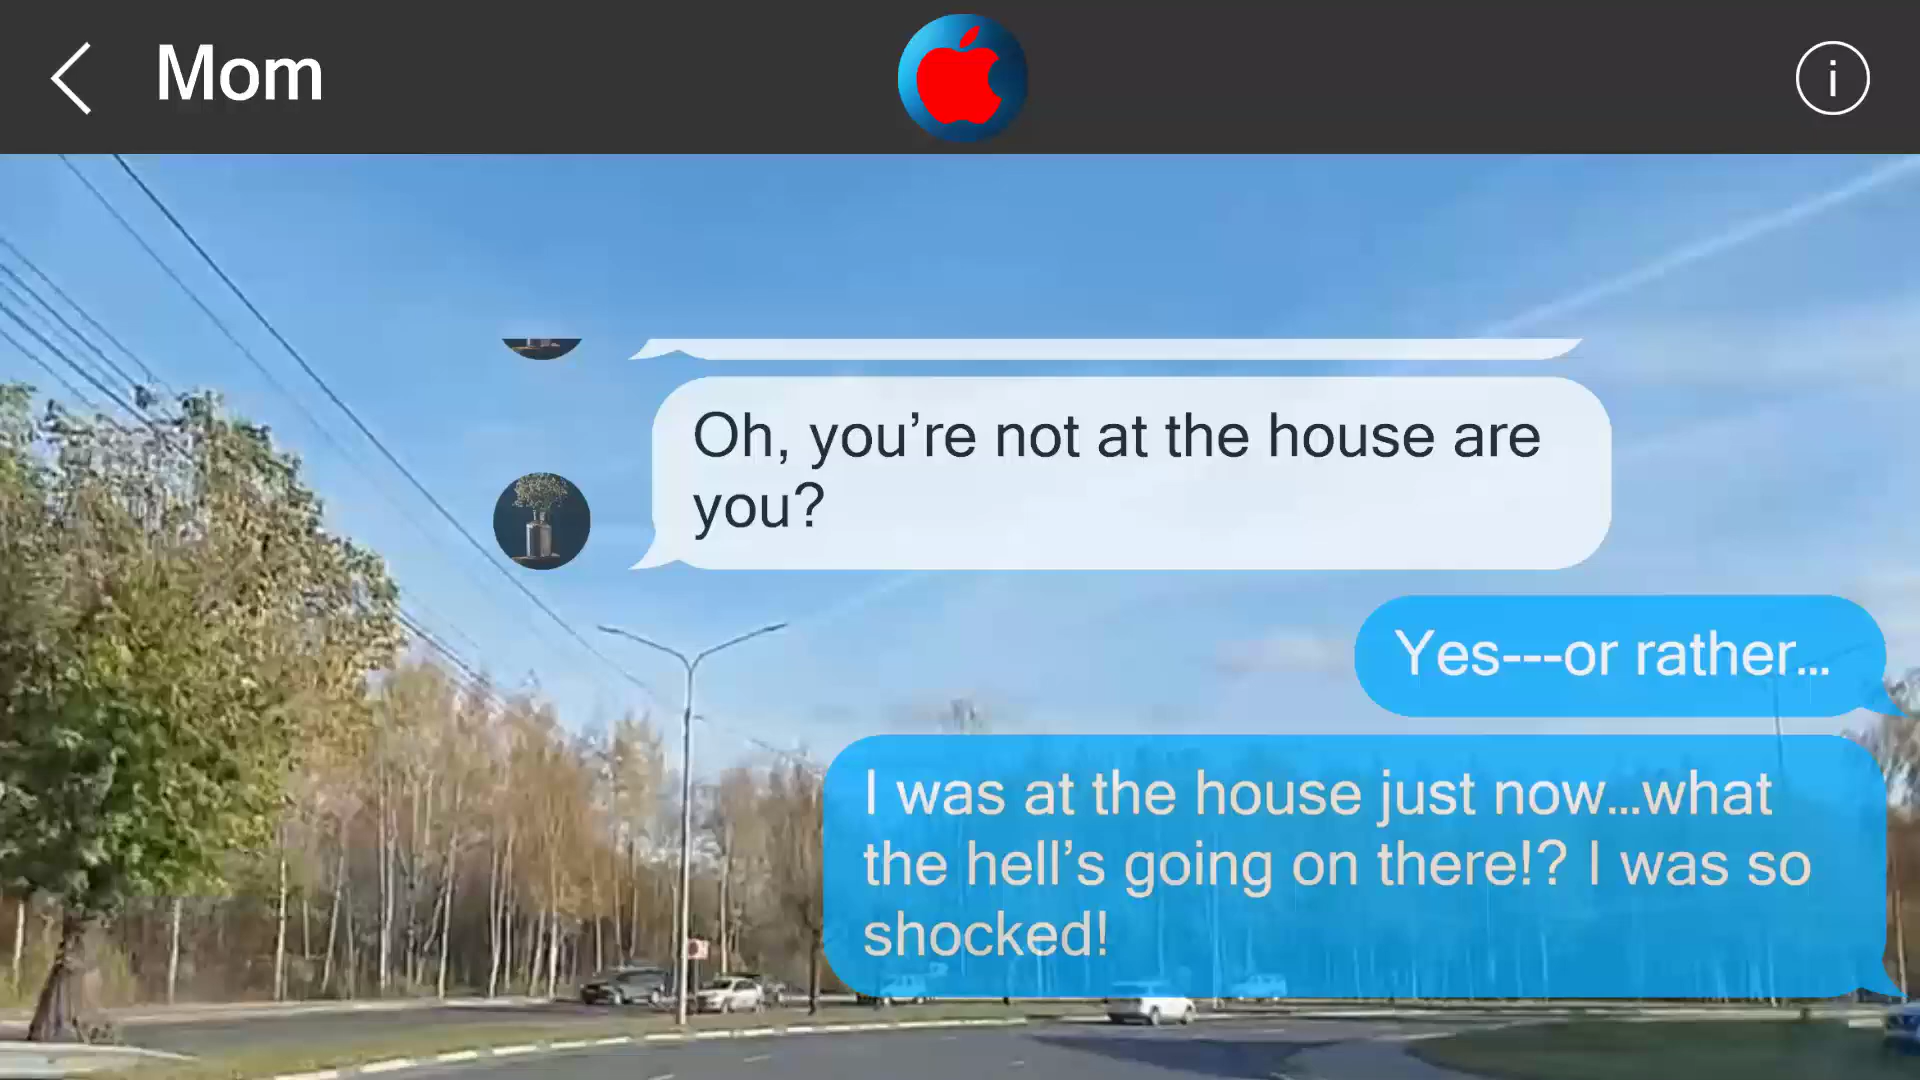 Mom
i
Oh, you’re not at the house are
you?
Yes---or rather...
I was at the house just now...what
the hell’s going on there!? I was so
shocked!